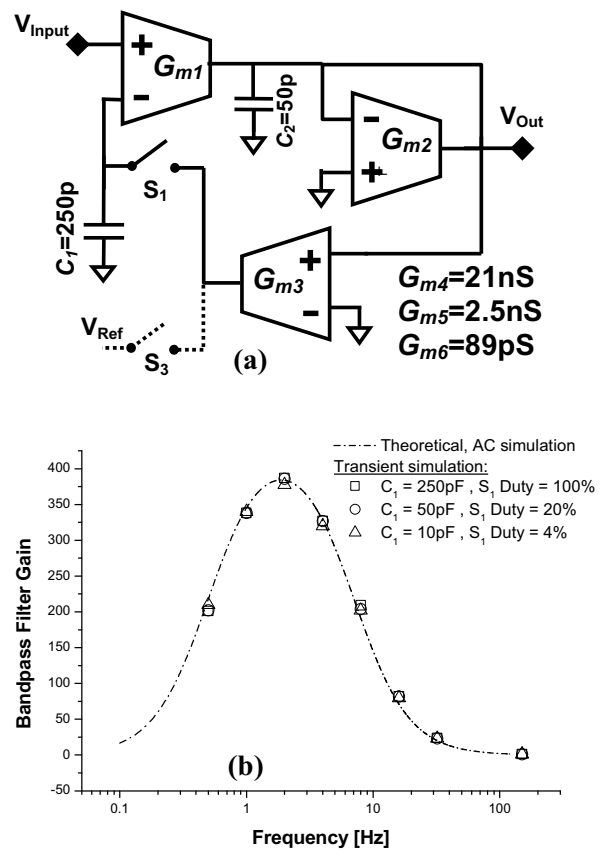 V_Input
+
G_m1
-
C_2=50p
-
G_m2
+
V_Out
S_1
C_1=250p
G_m3
+
-
G_m4=21nS
G_m5=2.5nS
G_m6=89pS
V_Ref
S_3
(a)
Theoretical, AC simulation
Transient simulation:
C_1 = 250pF , S_1 Duty = 100%
C_1 = 50pF , S_1 Duty = 20%
C_1 = 10pF , S_1 Duty = 4%
Bandpass Filter Gain
400
350
300
250
200
150
100
50
0
-50
(b)
0.1
1
10
100
Frequency [Hz]